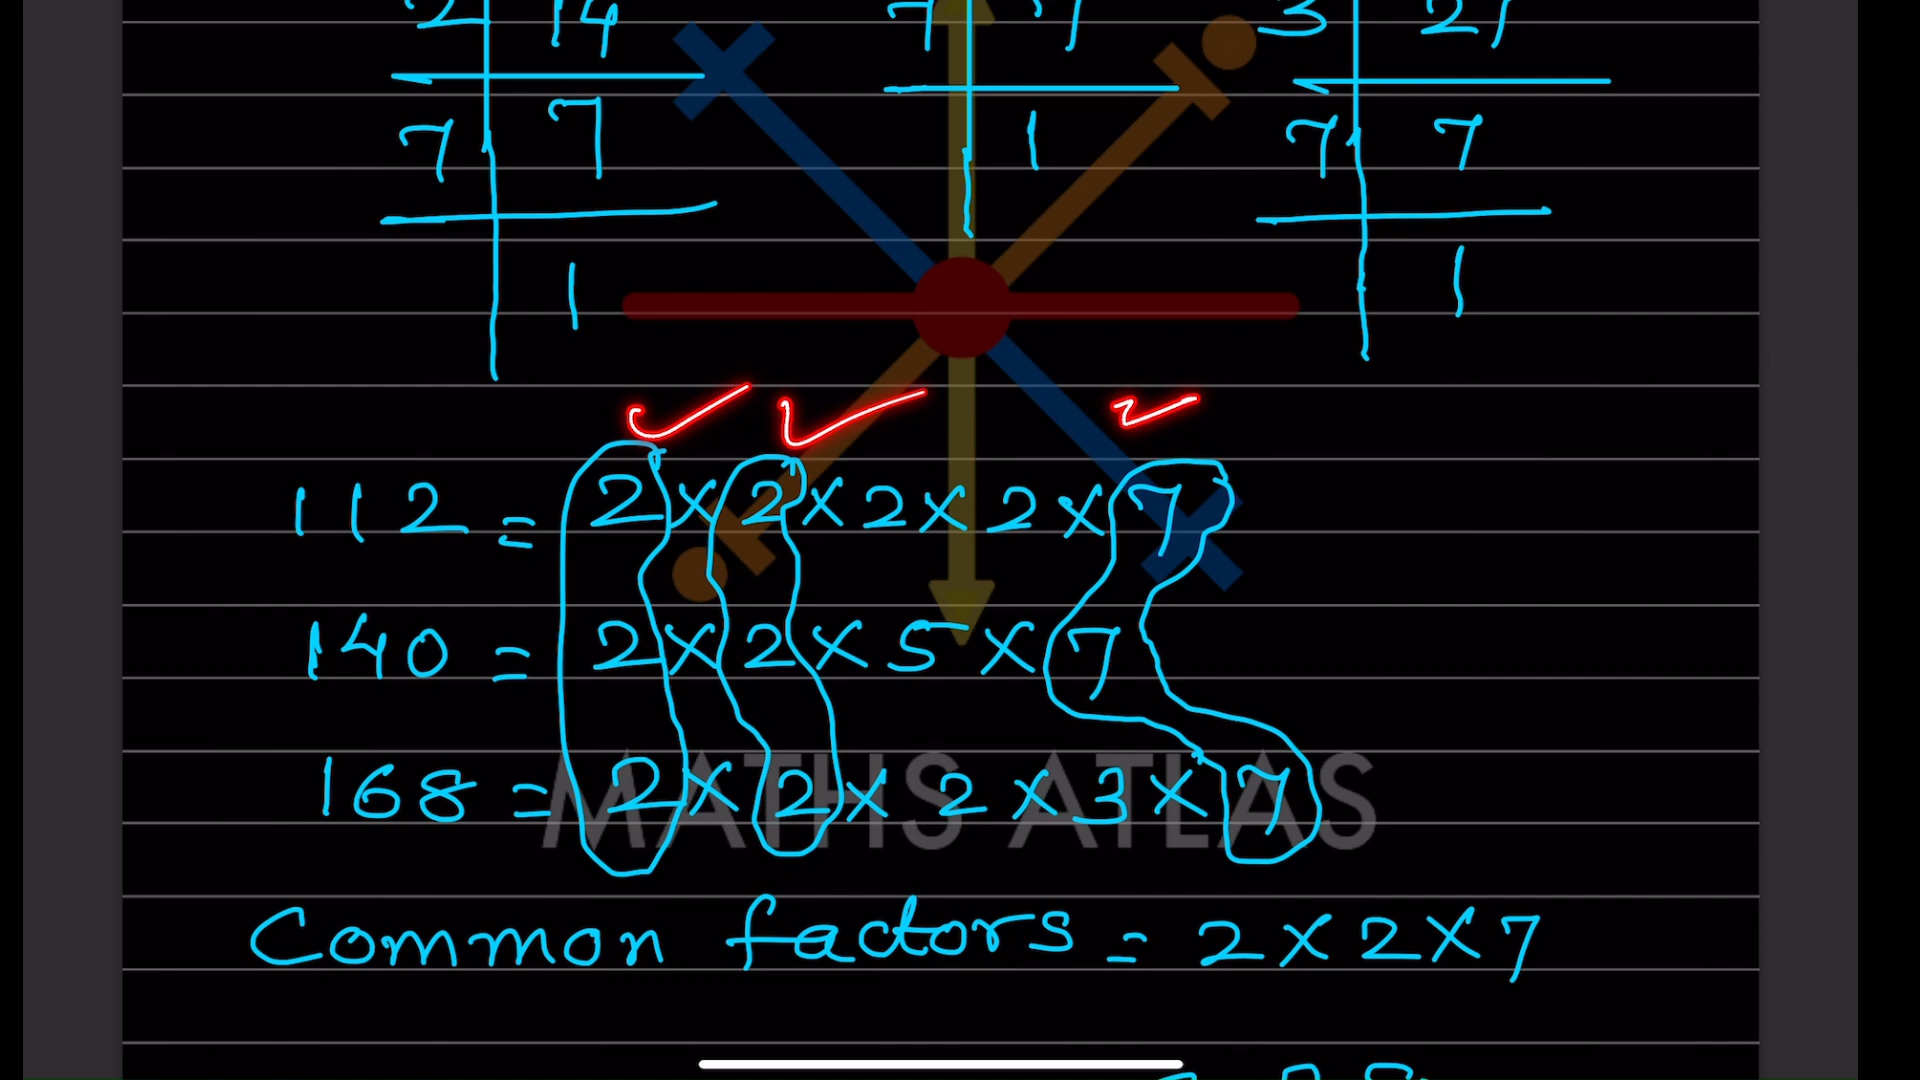 2 14 7 7 3 21
7 7 1 7 7
1 1
112 = 2 × 2 × 2 × 2 × 7
140 = 2 × 2 × 5 × 7
168 = 2 × 2 × 2 × 3 × 7
MATHS ATLAS
Common factors = 2 × 2 × 7